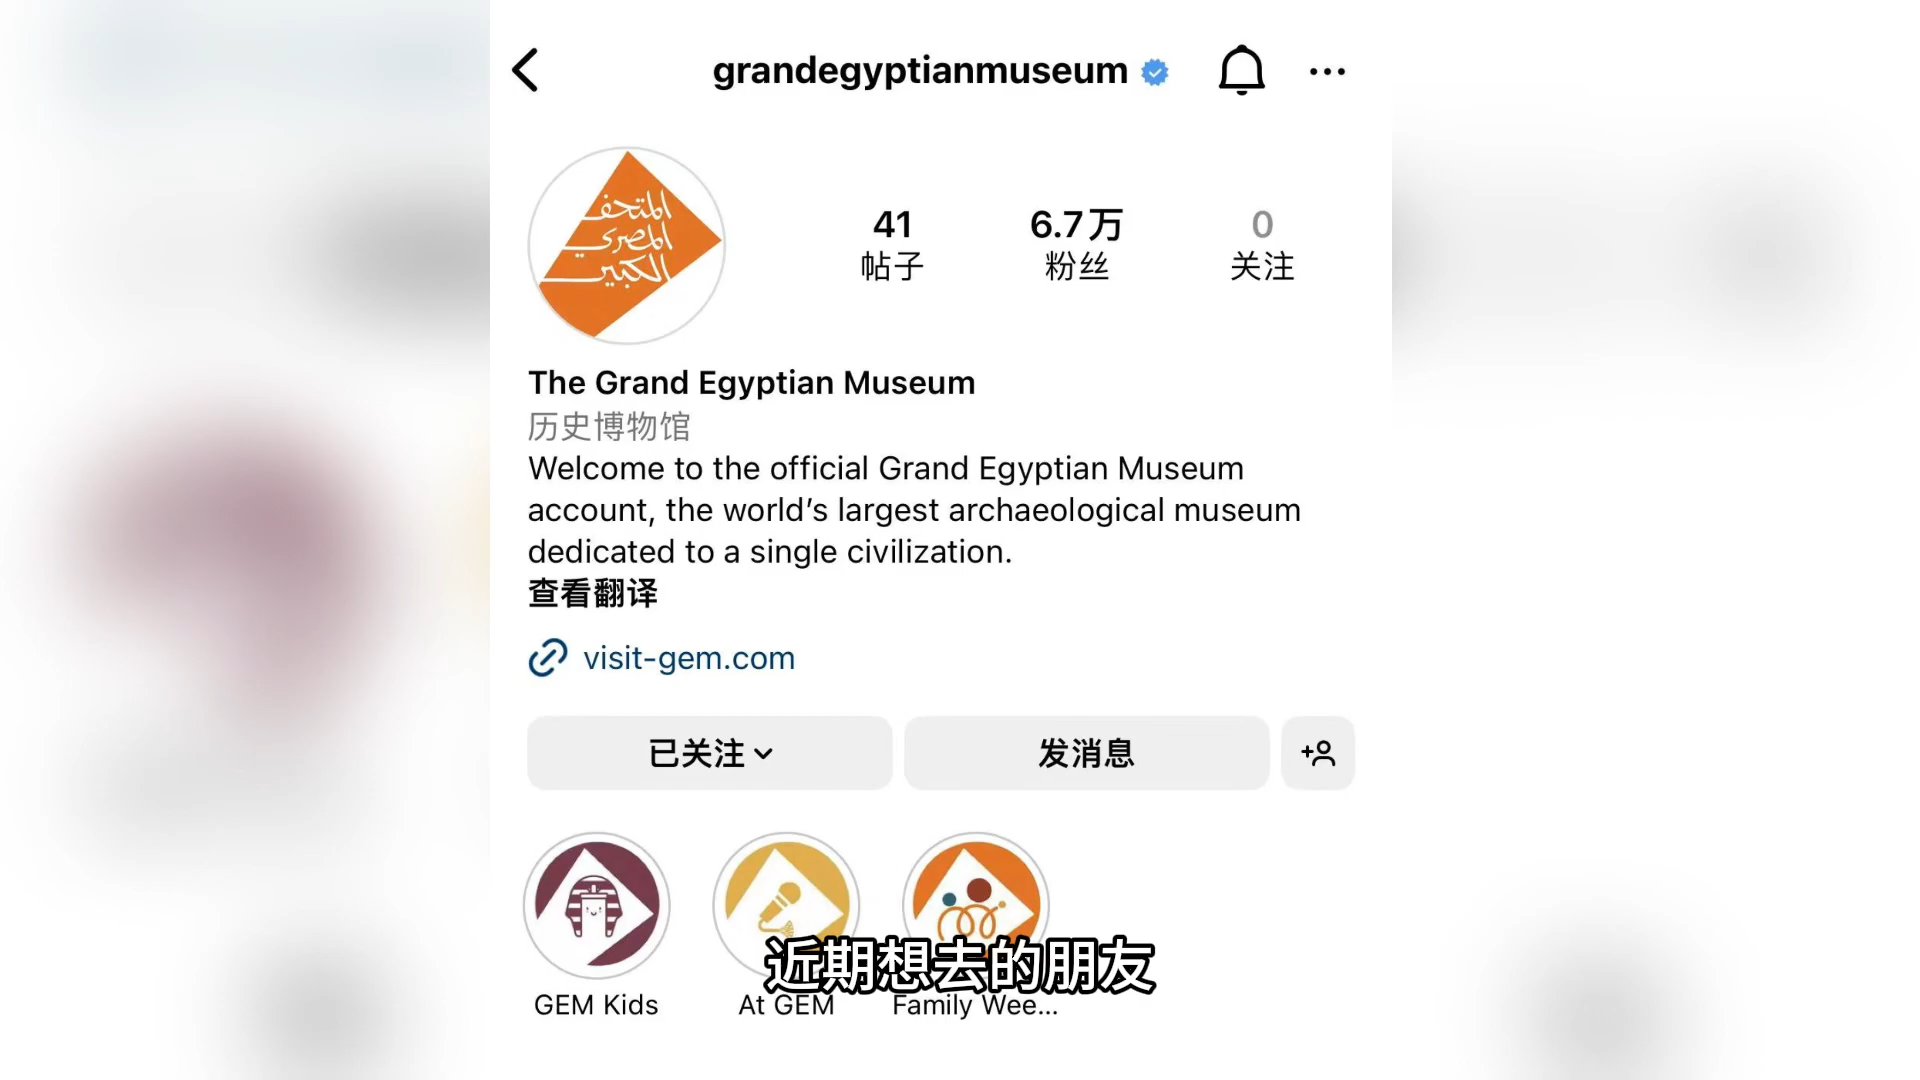 grandegyptianmuseum
المتحف
المصري
الكبير
41
帖子
6.7万
粉丝
0
关注
The Grand Egyptian Museum
历史博物馆
Welcome to the official Grand Egyptian Museum
account, the world’s largest archaeological museum
dedicated to a single civilization.
查看翻译
visit-gem.com
已关注
发消息
近期想去的朋友
GEM Kids
At GEM
Family Wee...